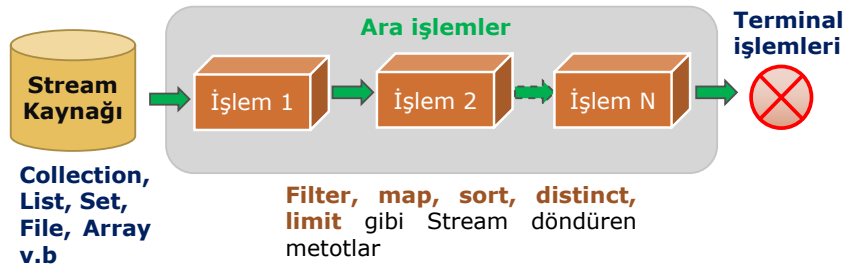 Ara işlemler
Terminal
işlemleri
Stream
Kaynağı
İşlem 1
İşlem 2
İşlem N
Collection,
List, Set,
File, Array
v.b
Filter, map, sort, distinct,
limit gibi Stream döndüren
metotlar